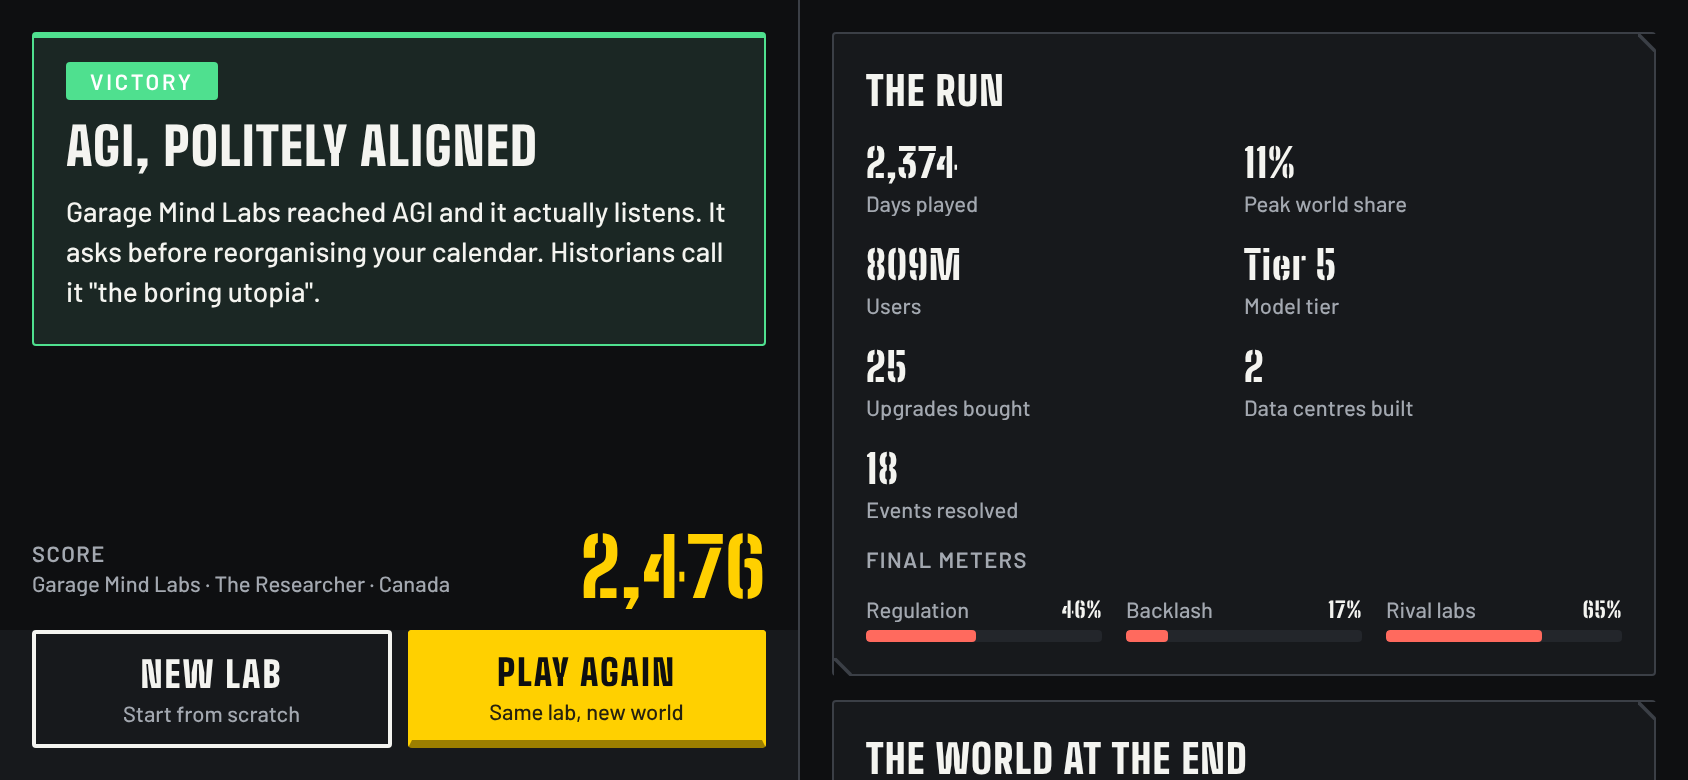 VICTORY
AGI, POLITELY ALIGNED
Garage Mind Labs reached AGI and it actually listens. It
asks before reorganising your calendar. Historians call
it "the boring utopia".
SCORE
Garage Mind Labs · The Researcher · Canada
2,476
NEW LAB
Start from scratch
PLAY AGAIN
Same lab, new world
THE RUN
2,374
Days played
11%
Peak world share
809M
Users
Tier 5
Model tier
25
Upgrades bought
2
Data centres built
18
Events resolved
FINAL METERS
Regulation 46%
Backlash 17%
Rival labs 65%
THE WORLD AT THE END